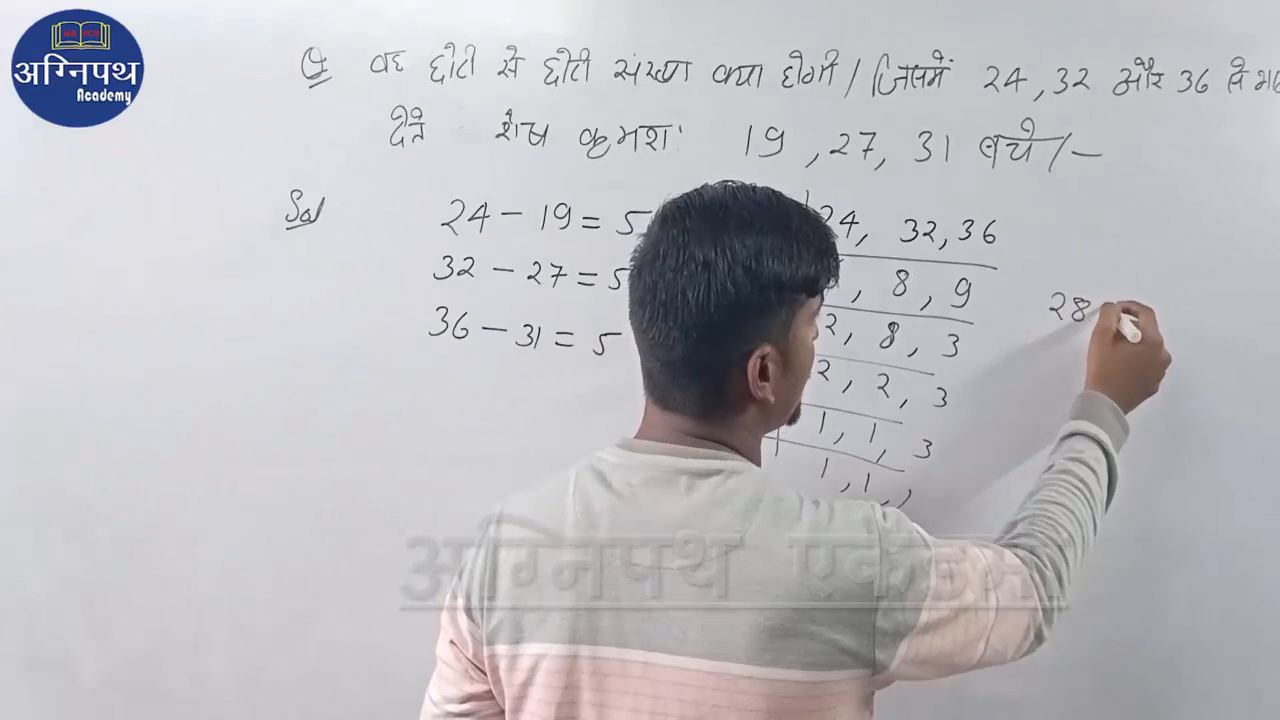 अग्निपथ
Academy
Q वह छोटी से छोटी संख्या क्या होगी / जिसमें 24, 32 और 36 से
देने शेष क्रमशः 19, 27, 31 बचे/-
Sol
24 - 19 = 5
32 - 27 = 5
36 - 31 = 5
24, 32, 36
, 8, 9
2, 8, 3
2, 2, 3
1, 1, 3
1, 1,
28
अग्निपथ